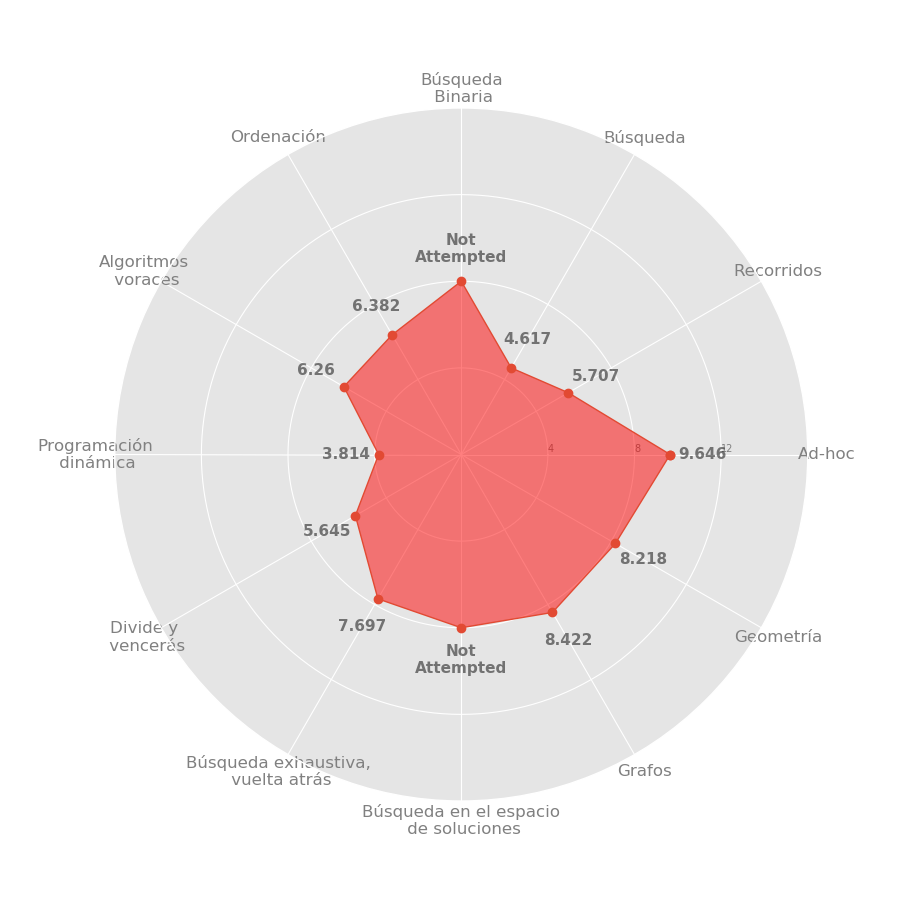 Búsqueda
Binaria
Ordenación
Búsqueda
Not
Attempted
Algoritmos
voraces
Recorridos
6.382
4.617
6.26
5.707
Programación
dinámica
3.814
4
8
9.646
12
Ad-hoc
5.645
8.218
Divide y
vencerás
7.697
Not
Attempted
8.422
Geometría
Búsqueda exhaustiva,
vuelta atrás
Grafos
Búsqueda en el espacio
de soluciones